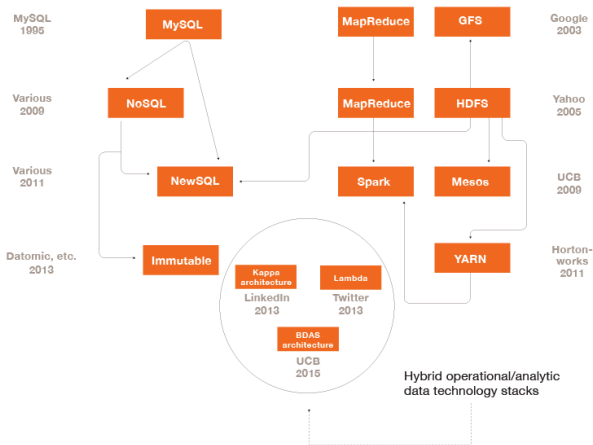 MySQL
1995
MySQL
MapReduce
GFS
Google
2003
Various
2009
NoSQL
MapReduce
HDFS
Yahoo
2005
Various
2011
NewSQL
Spark
Mesos
UCB
2009
Datomic, etc.
2013
Immutable
YARN
Horton-
works
2011
Kappa
architecture
LinkedIn
2013
Lambda
Twitter
2013
BDAS
architecture
UCB
2015
Hybrid operational/analytic
data technology stacks